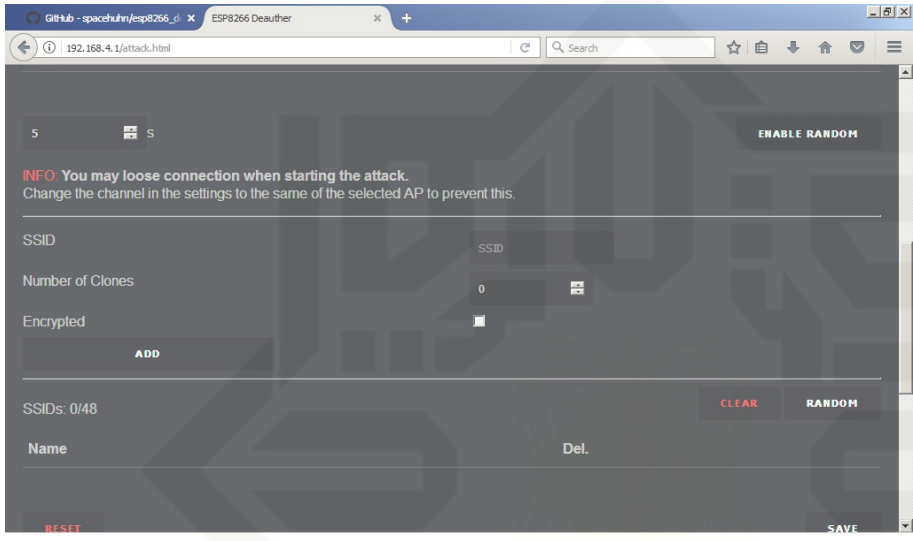 GitHub - spacehuhn/esp8266_d
ESP8266 Deauther
192.168.4.1/attack.html
Search
5 S
ENABLE RANDOM
INFO: You may loose connection when starting the attack.
Change the channel in the settings to the same of the selected AP to prevent this.
SSID
SSID
Number of Clones
0
Encrypted
ADD
SSIDs: 0/48
CLEAR
RANDOM
Name
Del.
RESET
SAVE